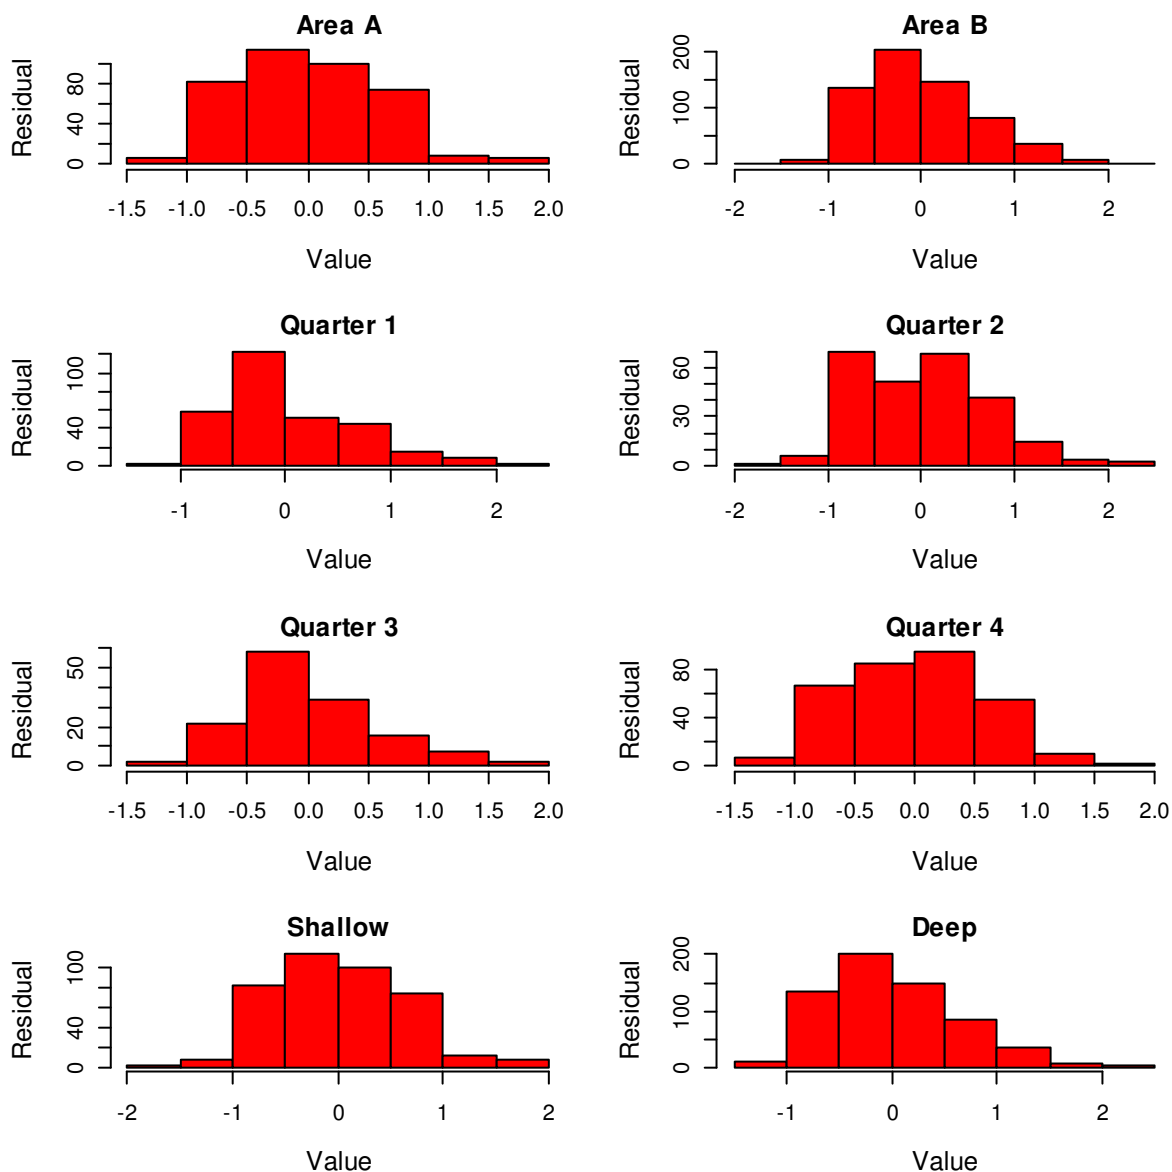 Area A
Residual
0 40 80
-1.5 -1.0 -0.5 0.0 0.5 1.0 1.5 2.0
Value
Area B
Residual
0 100 200
-2 -1 0 1 2
Value
Quarter 1
Residual
0 40 100
-1 0 1 2
Value
Quarter 2
Residual
0 30 60
-2 -1 0 1 2
Value
Quarter 3
Residual
0 20 50
-1.5 -1.0 -0.5 0.0 0.5 1.0 1.5 2.0
Value
Quarter 4
Residual
0 40 80
-1.5 -1.0 -0.5 0.0 0.5 1.0 1.5 2.0
Value
Shallow
Residual
0 40 100
-2 -1 0 1 2
Value
Deep
Residual
0 100 200
-1 0 1 2
Value